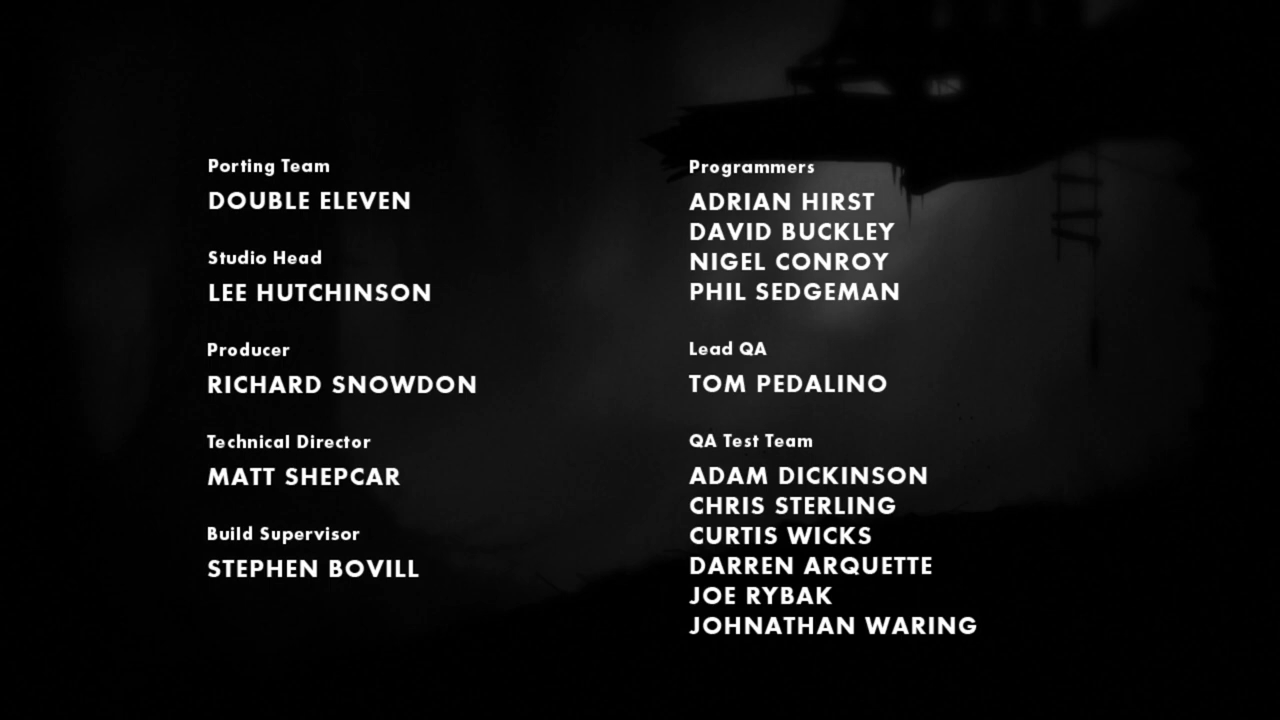 Porting Team
DOUBLE ELEVEN
Studio Head
LEE HUTCHINSON
Producer
RICHARD SNOWDON
Technical Director
MATT SHEPCAR
Build Supervisor
STEPHEN BOVILL
Programmers
ADRIAN HIRST
DAVID BUCKLEY
NIGEL CONROY
PHIL SEDGEMAN
Lead QA
TOM PEDALINO
QA Test Team
ADAM DICKINSON
CHRIS STERLING
CURTIS WICKS
DARREN ARQUETTE
JOE RYBAK
JOHNATHAN WARING